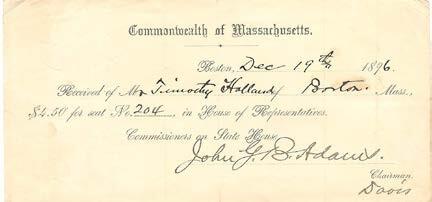 Commonwealth of Massachusetts.
Boston, Dec 19th 1896.
Received of Mr Timothy Holland, Boston. Mass.,
$4.50 for seat No. 204, in House of Representatives.
Commissioners on State House,
John G. B. Adams.
Chairman.
Davis